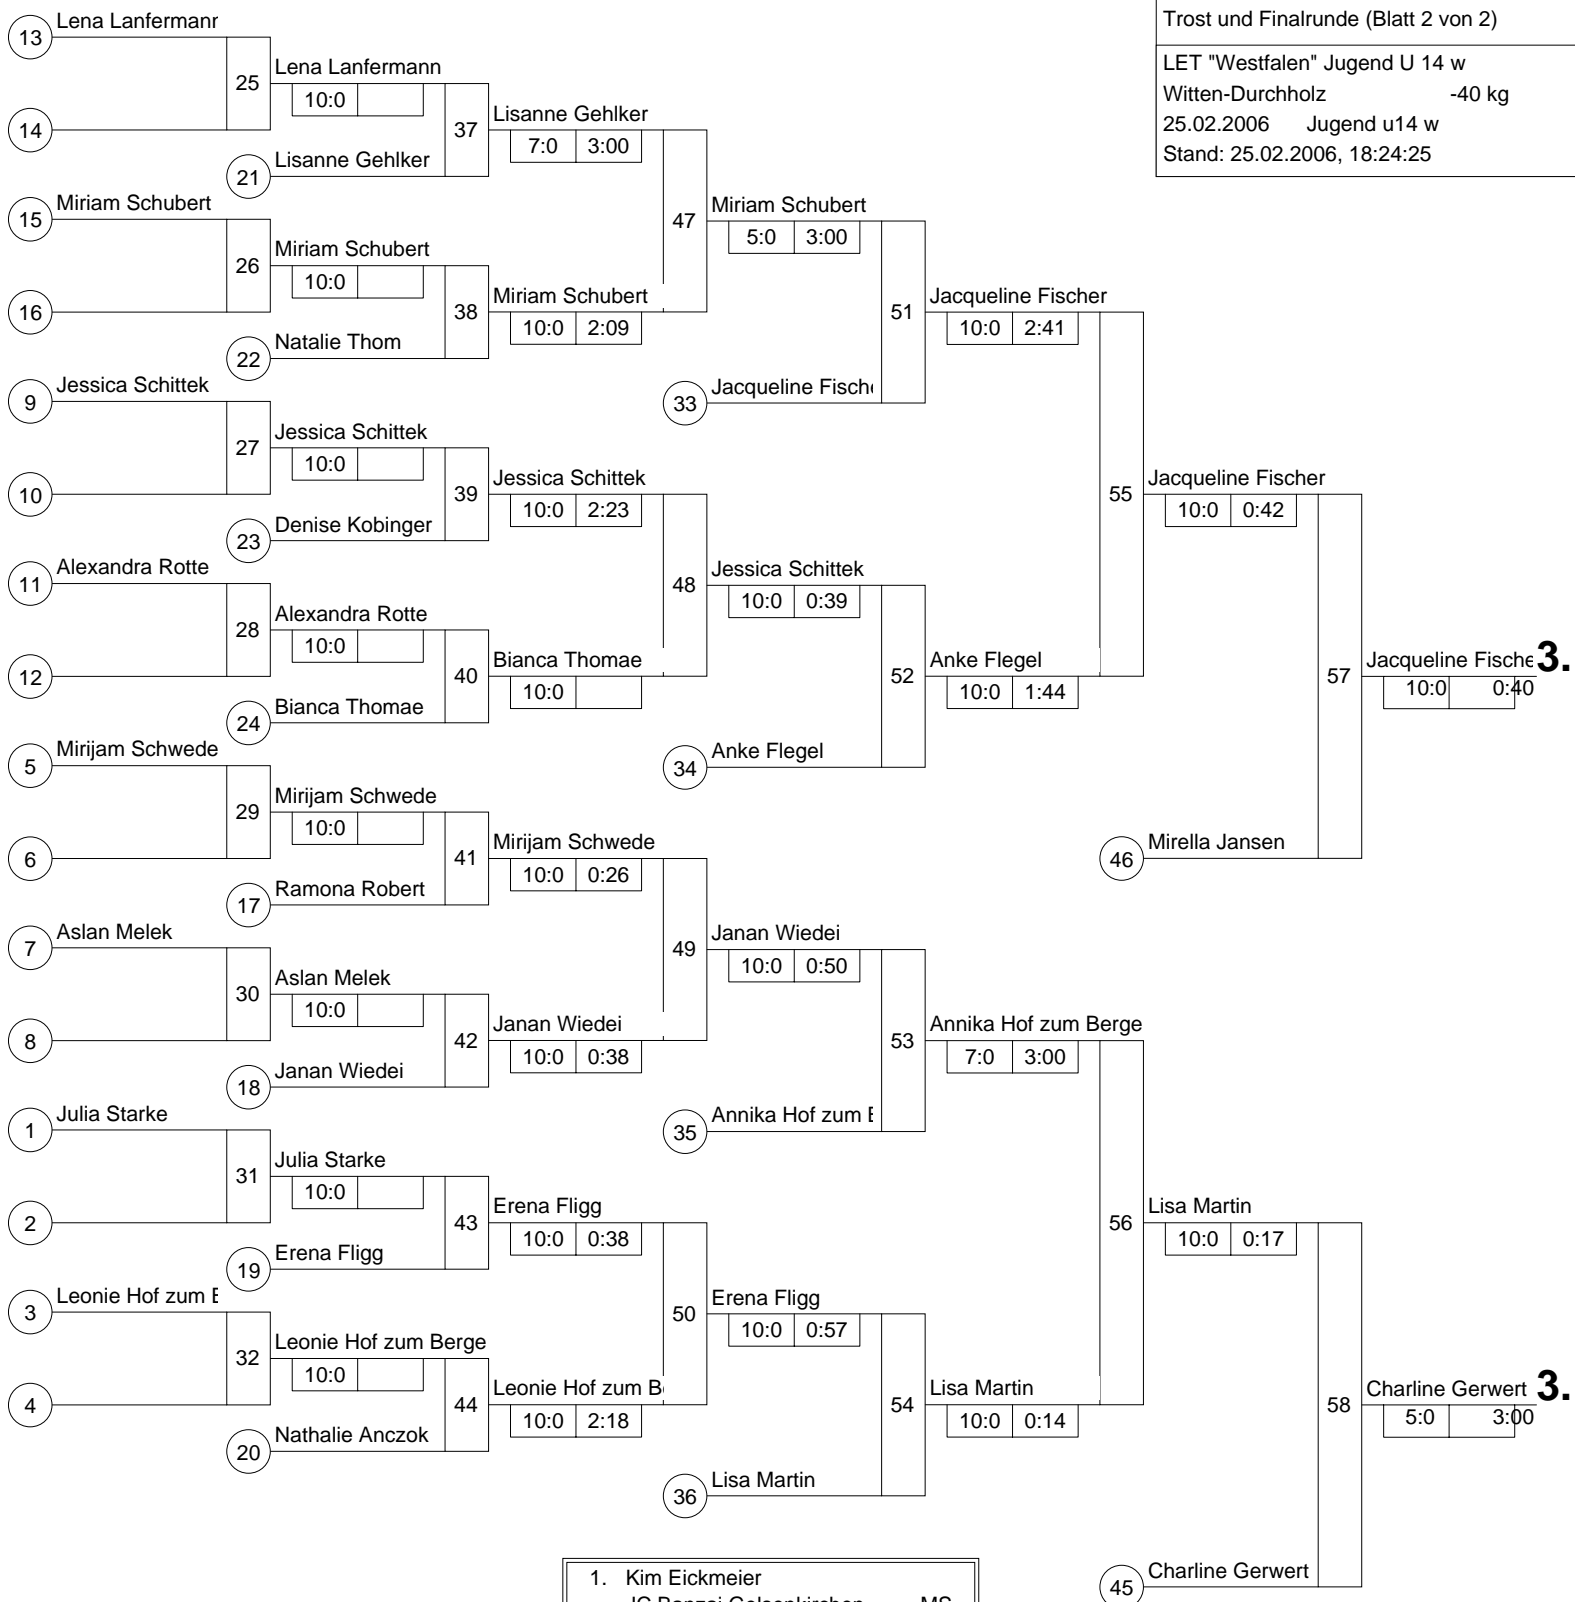 Trost und Finalrunde (Blatt 2 von 2)
LET "Westfalen" Jugend U 14 w
Witten-Durchholz -40 kg
25.02.2006 Jugend u14 w
Stand: 25.02.2006, 18:24:25
13 Lena Lanfermann
14
25 Lena Lanfermann
10:0
21 Lisanne Gehlker
37 Lisanne Gehlker
7:0 3:00
15 Miriam Schubert
16
26 Miriam Schubert
10:0
22 Natalie Thom
38 Miriam Schubert
10:0 2:09
47 Miriam Schubert
5:0 3:00
33 Jacqueline Fische
51 Jacqueline Fischer
10:0 2:41
9 Jessica Schittek
10
27 Jessica Schittek
10:0
23 Denise Kobinger
39 Jessica Schittek
10:0 2:23
11 Alexandra Rotte
12
28 Alexandra Rotte
10:0
24 Bianca Thomae
40 Bianca Thomae
10:0
48 Jessica Schittek
10:0 0:39
34 Anke Flegel
52 Anke Flegel
10:0 1:44
55 Jacqueline Fischer
10:0 0:42
46 Mirella Jansen
57 Jacqueline Fische 3.
10:0 0:40
5 Mirijam Schwede
6
29 Mirijam Schwede
10:0
17 Ramona Robert
41 Mirijam Schwede
10:0 0:26
7 Aslan Melek
8
30 Aslan Melek
10:0
18 Janan Wiedei
42 Janan Wiedei
10:0 0:38
49 Janan Wiedei
10:0 0:50
35 Annika Hof zum B
53 Annika Hof zum Berge
7:0 3:00
1 Julia Starke
2
31 Julia Starke
10:0
19 Erena Fligg
43 Erena Fligg
10:0 0:38
3 Leonie Hof zum B
4
32 Leonie Hof zum Berge
10:0
20 Nathalie Anczok
44 Leonie Hof zum B
10:0 2:18
50 Erena Fligg
10:0 0:57
36 Lisa Martin
54 Lisa Martin
10:0 0:14
56 Lisa Martin
10:0 0:17
45 Charline Gerwert
58 Charline Gerwert 3.
5:0 3:00
1. Kim Eickmeier
JC Banzai Gelsenkirchen MS